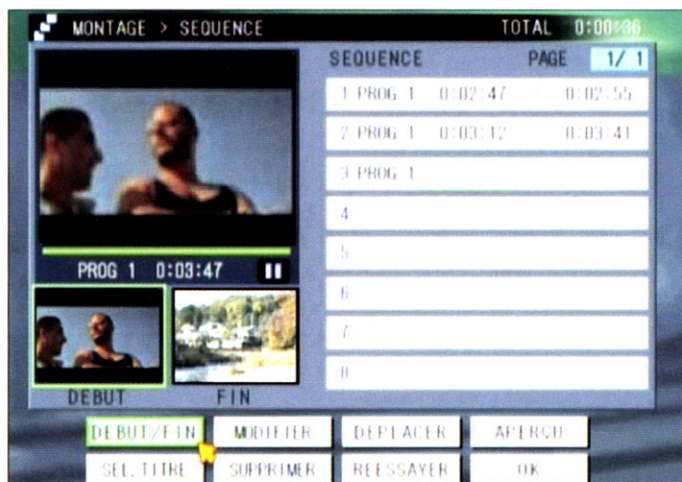 MONTAGE > SEQUENCE TOTAL 0:00:36
SEQUENCE PAGE 1/ 1
1 PROG 1 0:02:47 - 0:02:55
2 PROG 1 0:03:12 0:03:41
3 PROG 1
4
5
6
7
8
PROG 1 0:03:47
DEBUT FIN
DEBUT/FIN MODIFIER DEPLACER APERÇU
SEL. TITRE SUPPRIMER REESSAYER OK